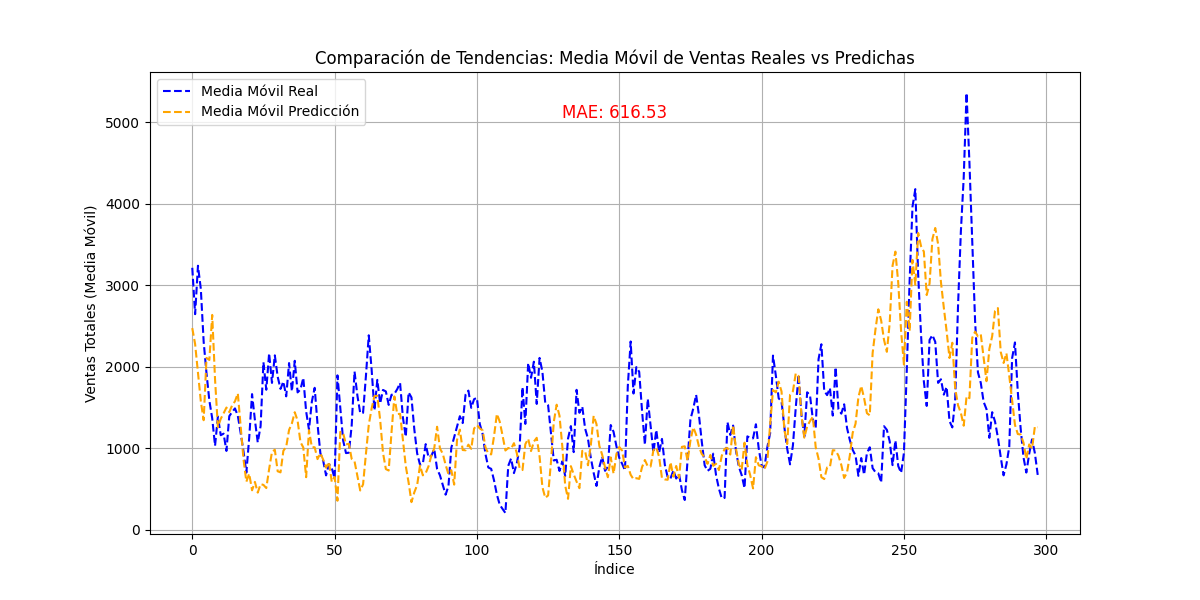 Comparación de Tendencias: Media Móvil de Ventas Reales vs Predichas
Media Móvil Real
Media Móvil Predicción
MAE: 616.53
Ventas Totales (Media Móvil)
5000
4000
3000
2000
1000
0
0 50 100 150 200 250 300
Índice